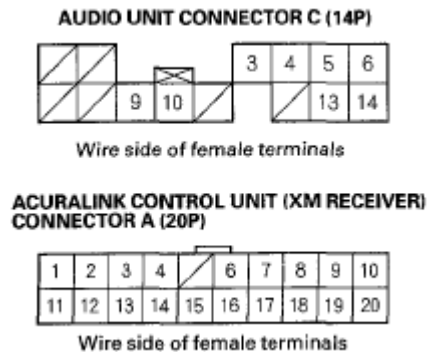 AUDIO UNIT CONNECTOR C (14P)
3 4 5 6
9 10 13 14
Wire side of female terminals
ACURALINK CONTROL UNIT (XM RECEIVER)
CONNECTOR A (20P)
1 2 3 4 6 7 8 9 10
11 12 13 14 15 16 17 18 19 20
Wire side of female terminals